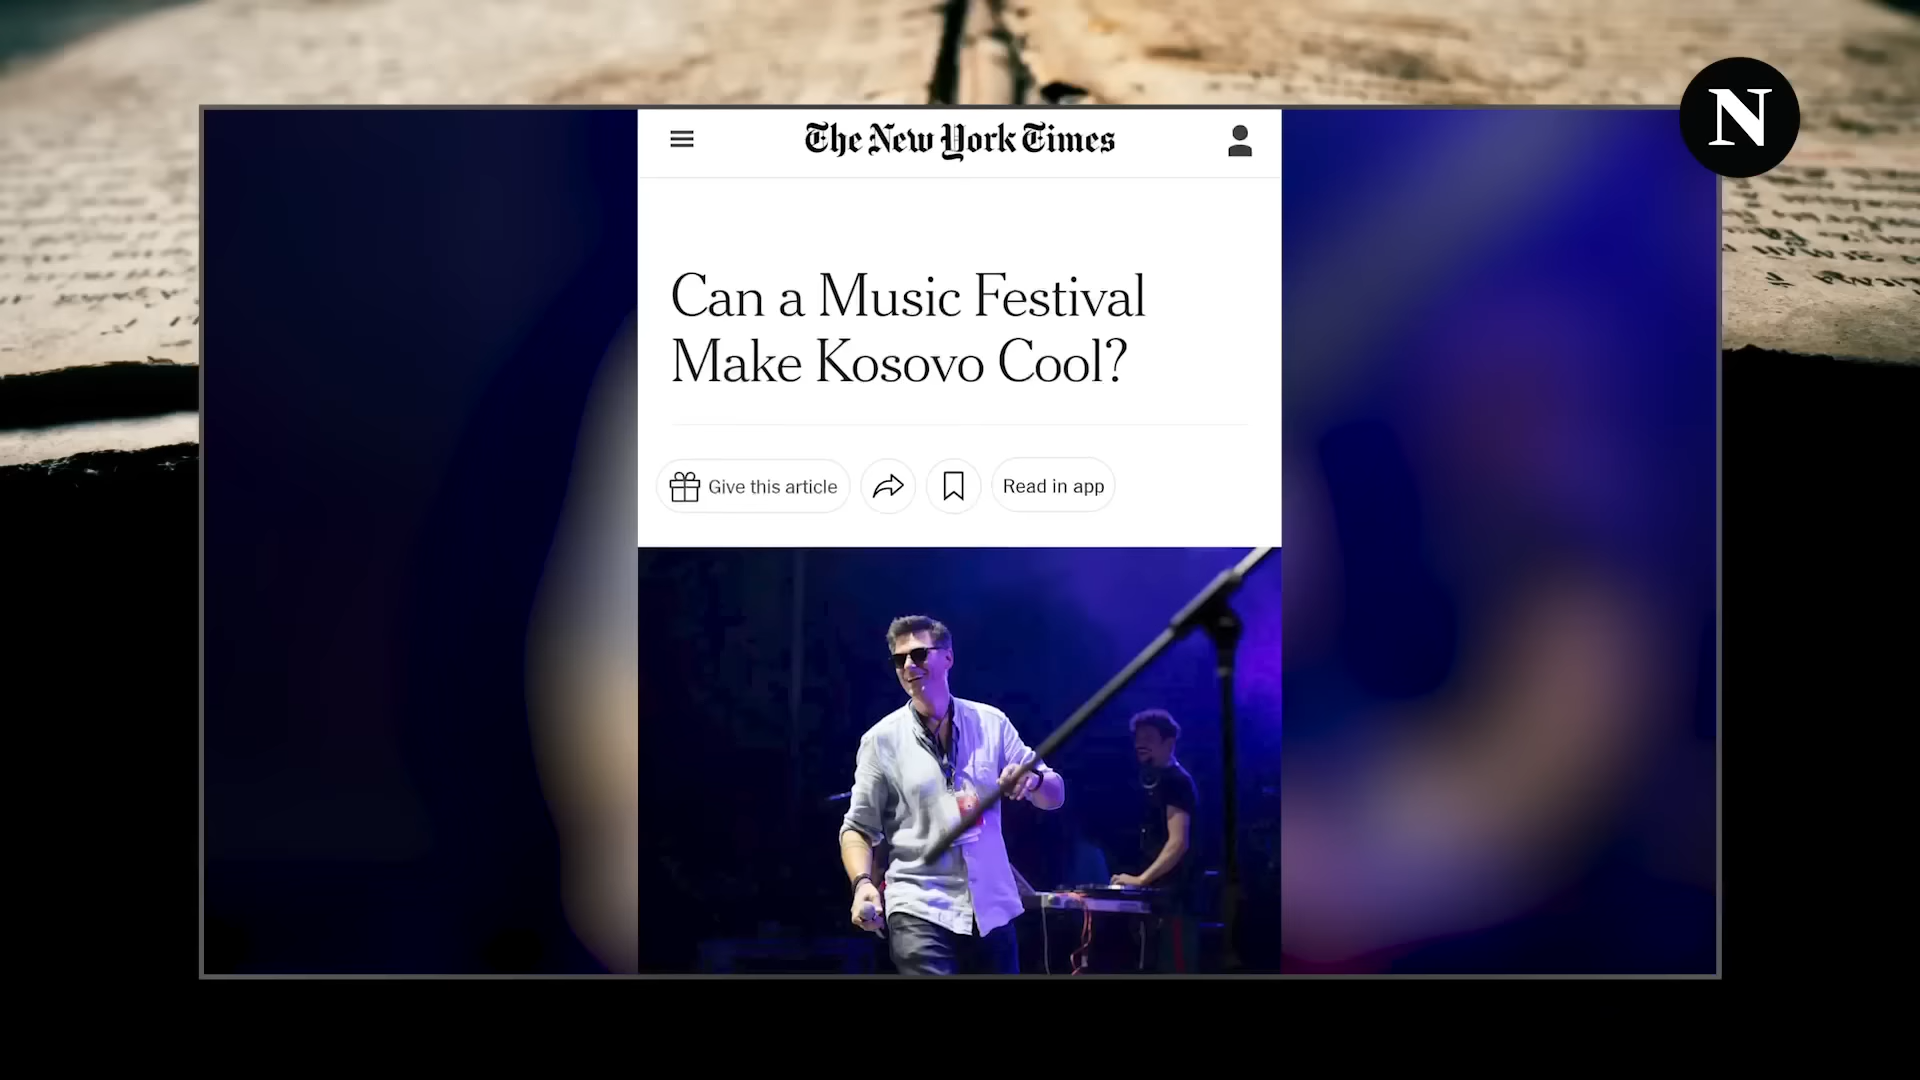 N
The New York Times
Can a Music Festival
Make Kosovo Cool?
Give this article
Read in app